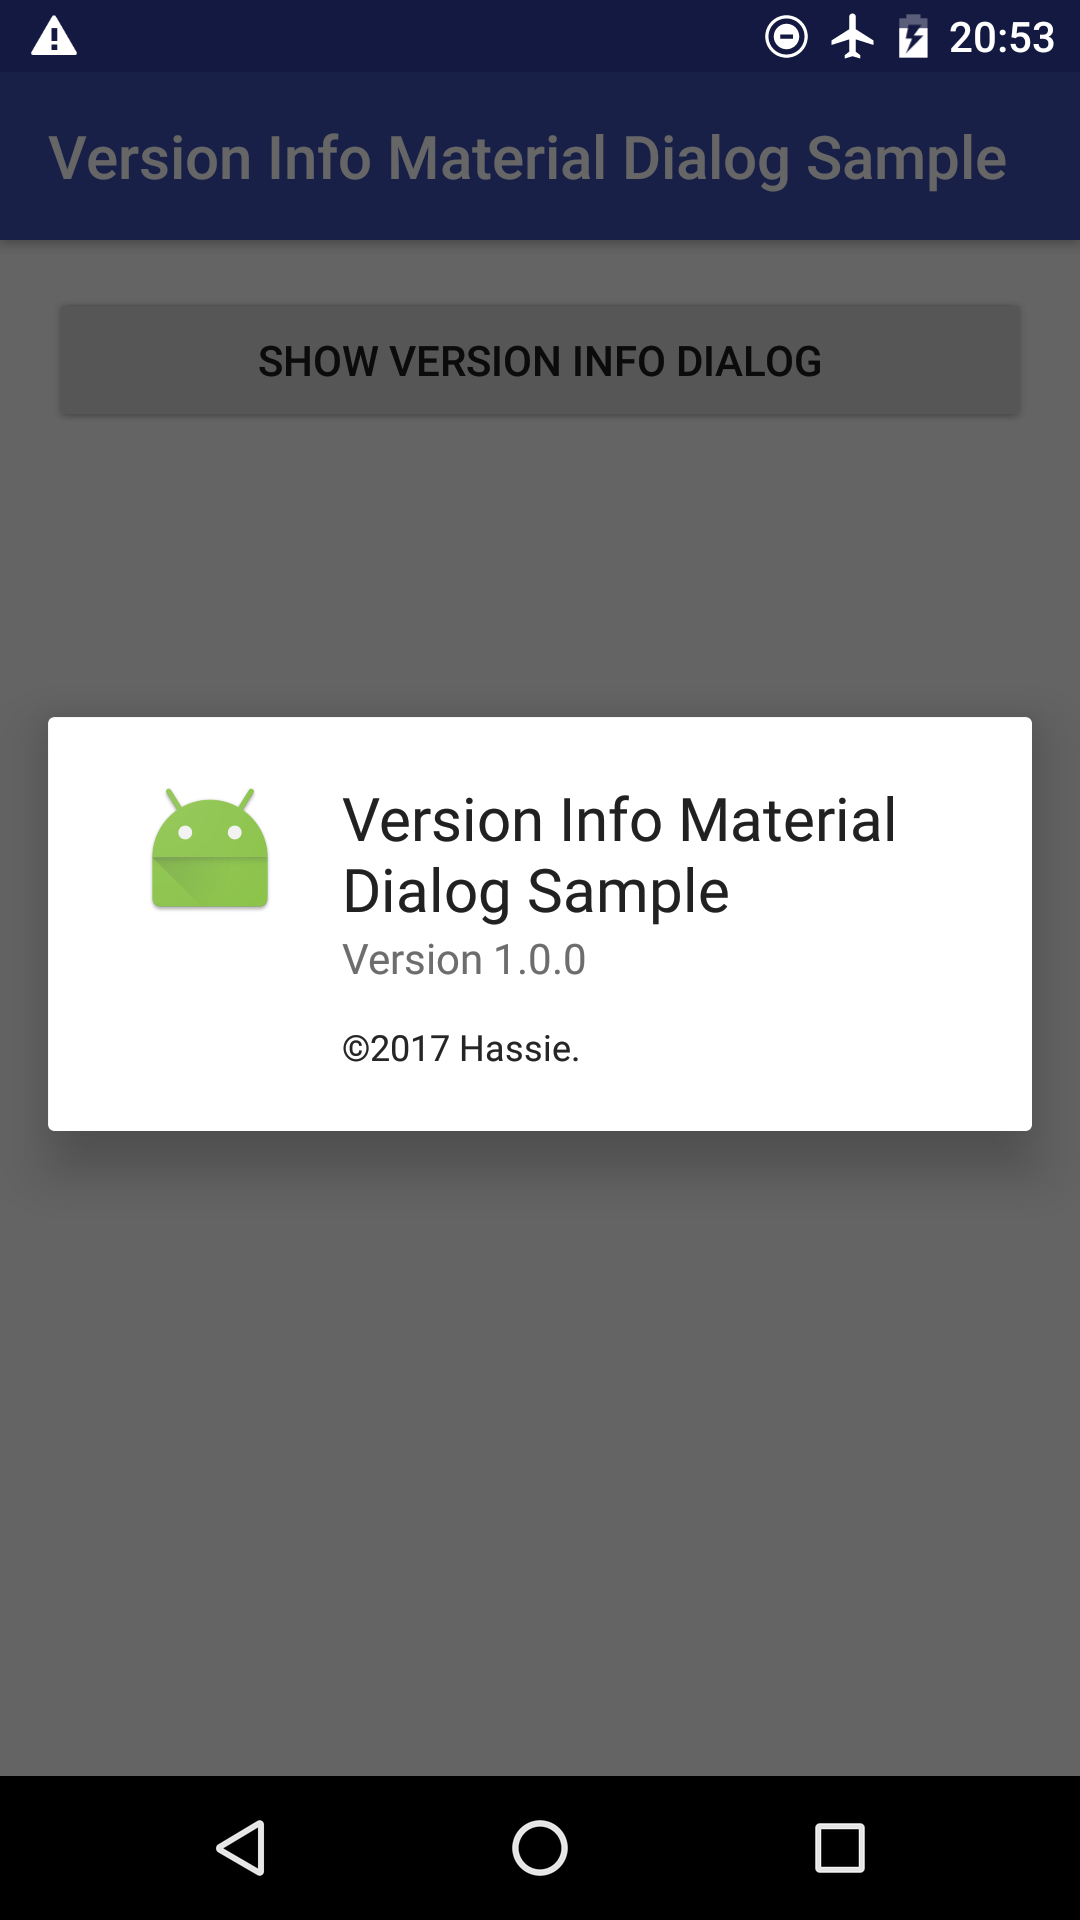 20:53
Version Info Material Dialog Sample
SHOW VERSION INFO DIALOG
Version Info Material
Dialog Sample
Version 1.0.0
©2017 Hassie.